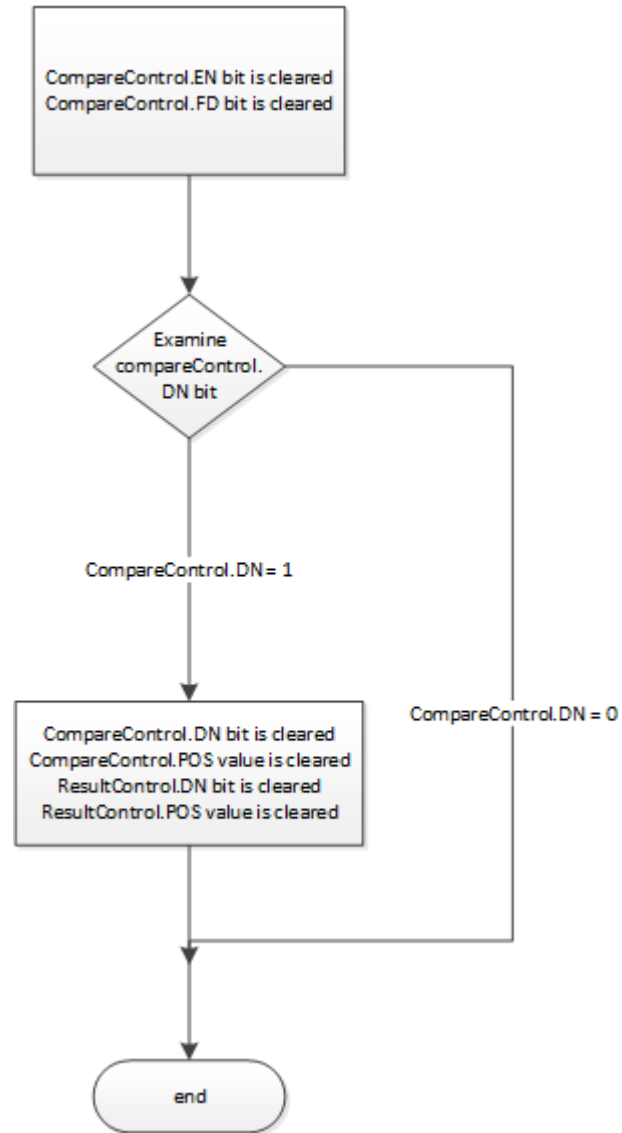 CompareControl.EN bit is cleared
CompareControl.FD bit is cleared
Examine
compareControl.
DN bit
CompareControl.DN = 1
CompareControl.DN = 0
CompareControl.DN bit is cleared
CompareControl.POS value is cleared
ResultControl.DN bit is cleared
ResultControl.POS value is cleared
end